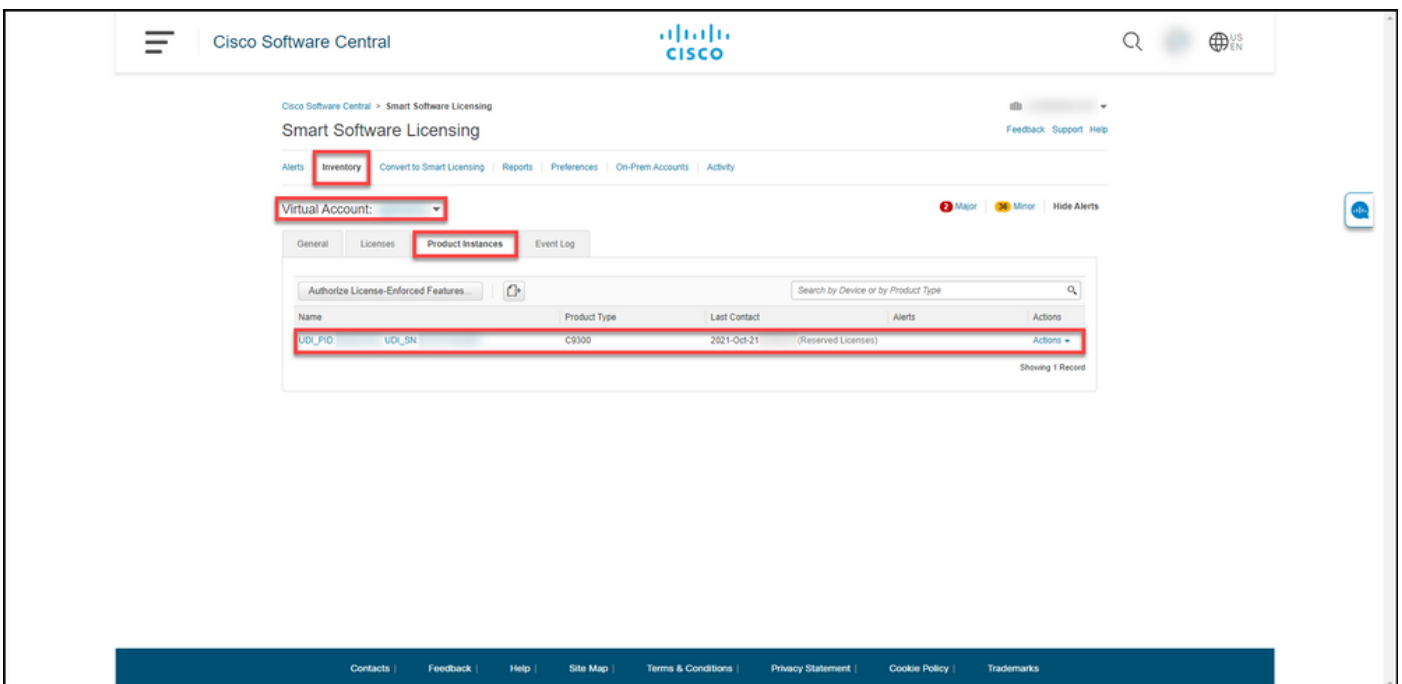 Cisco Software Central
CISCO
US
EN
Cisco Software Central > Smart Software Licensing
Smart Software Licensing
Feedback Support Help
Alerts Inventory Convert to Smart Licensing | Reports | Preferences | On-Prem Accounts | Activity
Virtual Account:
2 Major 36 Minor Hide Alerts
General Licenses Product Instances Event Log
Authorize License-Enforced Features... Search by Device or by Product Type
Name Product Type Last Contact Alerts Actions
UDI_PID: UDI_SN: C9300 2021-Oct-21 (Reserved Licenses) Actions
Showing 1 Record
Contacts | Feedback | Help | Site Map | Terms & Conditions | Privacy Statement | Cookie Policy | Trademarks